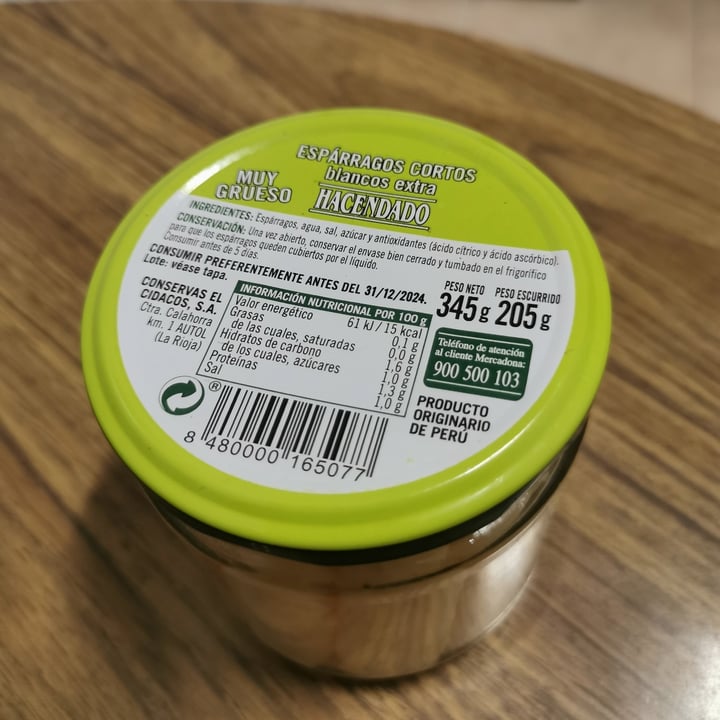 ESPÁRRAGOS CORTOS
blancos extra
MUY
GRUESO
HACENDADO
INGREDIENTES: Espárragos, agua, sal, azúcar y antioxidantes (ácido cítrico y ácido ascórbico).
CONSERVACIÓN: Una vez abierto, conservar el envase bien cerrado y tumbado en el frigorífico
para que los espárragos queden cubiertos por el líquido.
Consumir antes de 5 días.
CONSUMIR PREFERENTEMENTE ANTES DEL 31/12/2024.
Lote: véase tapa.
CONSERVAS EL
CIDACOS, S.A.
Ctra. Calahorra
km. 1 AUTOL
(La Rioja)
INFORMACIÓN NUTRICIONAL POR 100 g
Valor energético 61 kJ / 15 kcal
Grasas 0,1 g
de las cuales, saturadas 0,0 g
Hidratos de carbono 1,6 g
de los cuales, azúcares 1,0 g
Proteínas 1,3 g
Sal 1,0 g
PESO NETO PESO ESCURRIDO
345 g 205 g
Teléfono de atención
al cliente Mercadona:
900 500 103
PRODUCTO
ORIGINARIO
DE PERÚ
®
8 480000 165077